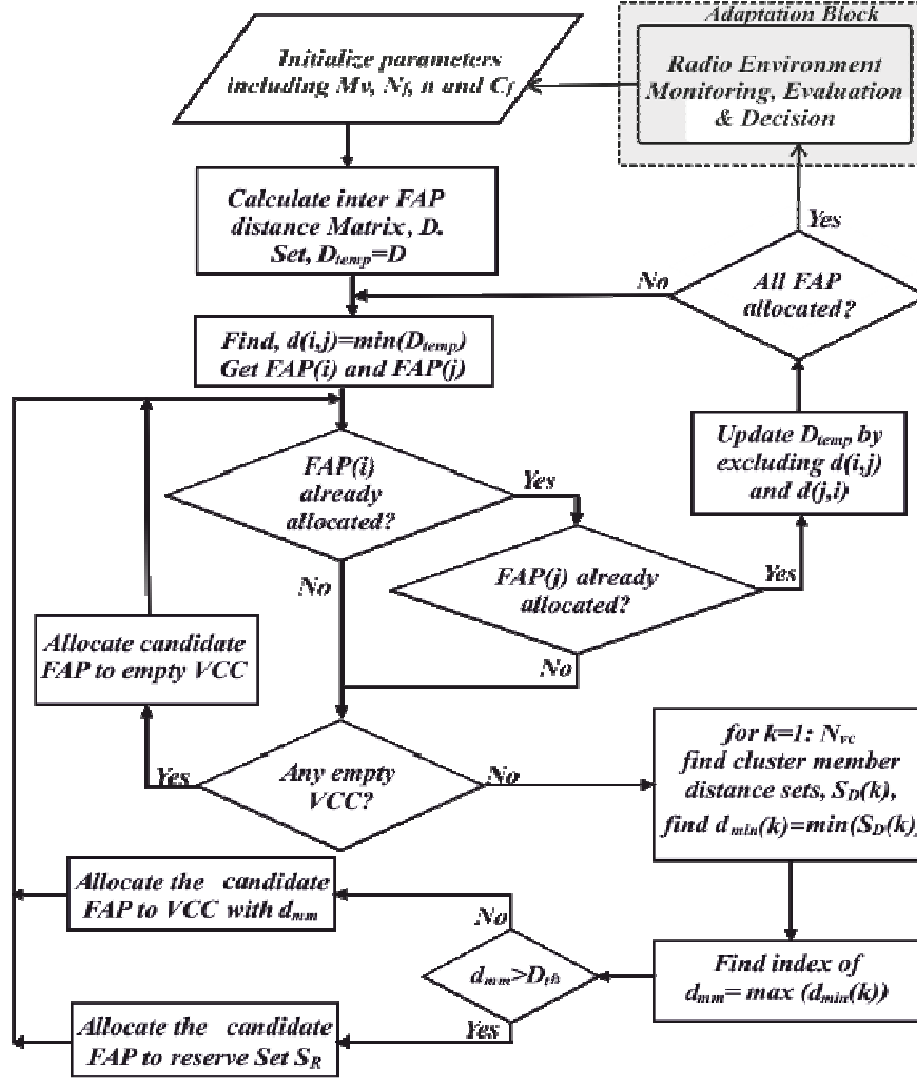 Adaptation Block
Initialize parameters
including Mv, Nf, n and Cf
Radio Environment
Monitoring, Evaluation
& Decision
Calculate inter FAP
distance Matrix, D.
Set, Dtemp=D
Yes
No
All FAP
allocated?
Find, d(i,j)=min(Dtemp)
Get FAP(i) and FAP(j)
Update Dtemp by
excluding d(i,j)
and d(j,i)
FAP(i)
already
allocated?
Yes
FAP(j) already
allocated?
Yes
No
No
Allocate candidate
FAP to empty VCC
Any empty
VCC?
Yes
No
for k=1: Nvc
find cluster member
distance sets, SD(k),
find dmin(k)=min(SD(k)
Allocate the candidate
FAP to VCC with dmm
No
dmm>Dth
Yes
Find index of
dmm= max (dmin(k))
Allocate the candidate
FAP to reserve Set SR